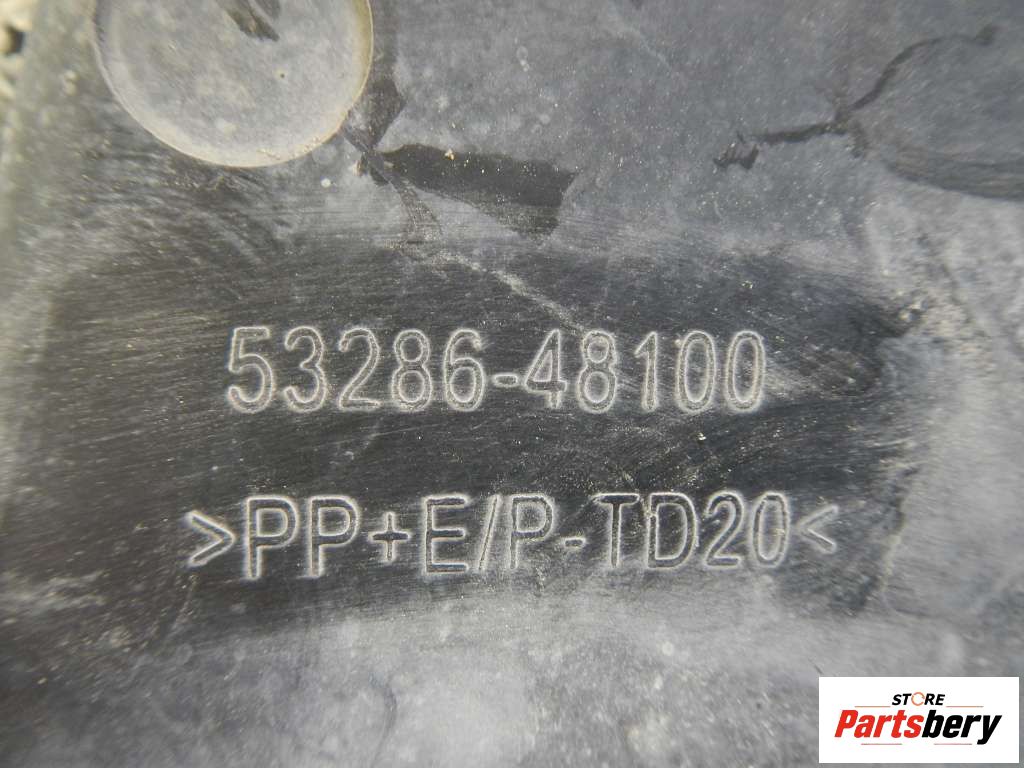 53286-48100
>PP+E/P-TD20<
STORE
Partsbery